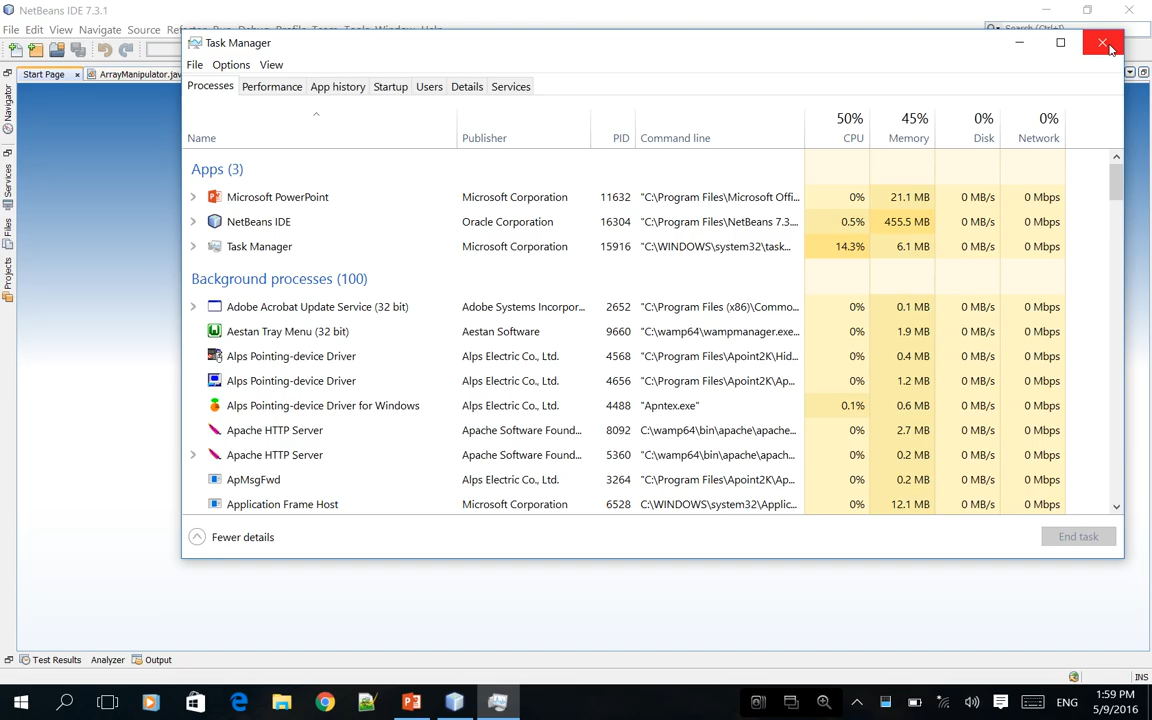 NetBeans IDE 7.3.1
File Edit View Navigate Source
Search (Ctrl+I)
Task Manager
File Options View
Start Page
ArrayManipulator.jav
Processes Performance App history Startup Users Details Services
50% 45% 0% 0%
Name Publisher PID Command line CPU Memory Disk Network
Apps (3)
Microsoft PowerPoint Microsoft Corporation 11632 "C:\Program Files\Microsoft Offi... 0% 21.1 MB 0 MB/s 0 Mbps
NetBeans IDE Oracle Corporation 16304 "C:\Program Files\NetBeans 7.3.... 0.5% 455.5 MB 0 MB/s 0 Mbps
Task Manager Microsoft Corporation 15916 "C:\WINDOWS\system32\task... 14.3% 6.1 MB 0 MB/s 0 Mbps
Background processes (100)
Adobe Acrobat Update Service (32 bit) Adobe Systems Incorpor... 2652 "C:\Program Files (x86)\Commo... 0% 0.1 MB 0 MB/s 0 Mbps
Aestan Tray Menu (32 bit) Aestan Software 9660 "C:\wamp64\wampmanager.exe... 0% 1.9 MB 0 MB/s 0 Mbps
Alps Pointing-device Driver Alps Electric Co., Ltd. 4568 "C:\Program Files\Apoint2K\Hid... 0% 0.4 MB 0 MB/s 0 Mbps
Alps Pointing-device Driver Alps Electric Co., Ltd. 4656 "C:\Program Files\Apoint2K\Ap... 0% 1.2 MB 0 MB/s 0 Mbps
Alps Pointing-device Driver for Windows Alps Electric Co., Ltd. 4488 "Apntex.exe" 0.1% 0.6 MB 0 MB/s 0 Mbps
Apache HTTP Server Apache Software Found... 8092 C:\wamp64\bin\apache\apache... 0% 2.7 MB 0 MB/s 0 Mbps
Apache HTTP Server Apache Software Found... 5360 "C:\wamp64\bin\apache\apach... 0% 0.2 MB 0 MB/s 0 Mbps
ApMsgFwd Alps Electric Co., Ltd. 3264 "C:\Program Files\Apoint2K\Ap... 0% 0.2 MB 0 MB/s 0 Mbps
Application Frame Host Microsoft Corporation 6528 C:\WINDOWS\system32\Applic... 0% 12.1 MB 0 MB/s 0 Mbps
Fewer details
End task
Navigator
Services
Files
Projects
Test Results Analyzer Output
INS
ENG
1:59 PM
5/9/2016